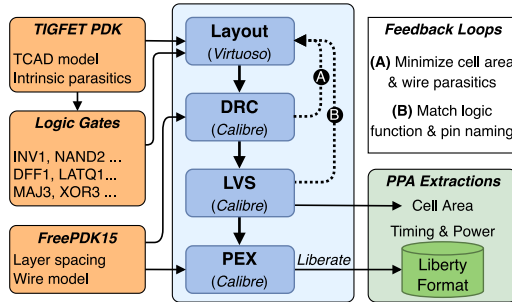 TIGFET PDK
TCAD model
Intrinsic parasitics
Logic Gates
INV1, NAND2 ...
DFF1, LATQ1 ...
MAJ3, XOR3 ...
FreePDK15
Layer spacing
Wire model
Layout
(Virtuoso)
DRC
(Calibre)
LVS
(Calibre)
PEX
(Calibre)
A
B
Liberate
Feedback Loops
(A) Minimize cell area
& wire parasitics
(B) Match logic
function & pin naming
PPA Extractions
Cell Area
Timing & Power
Liberty
Format